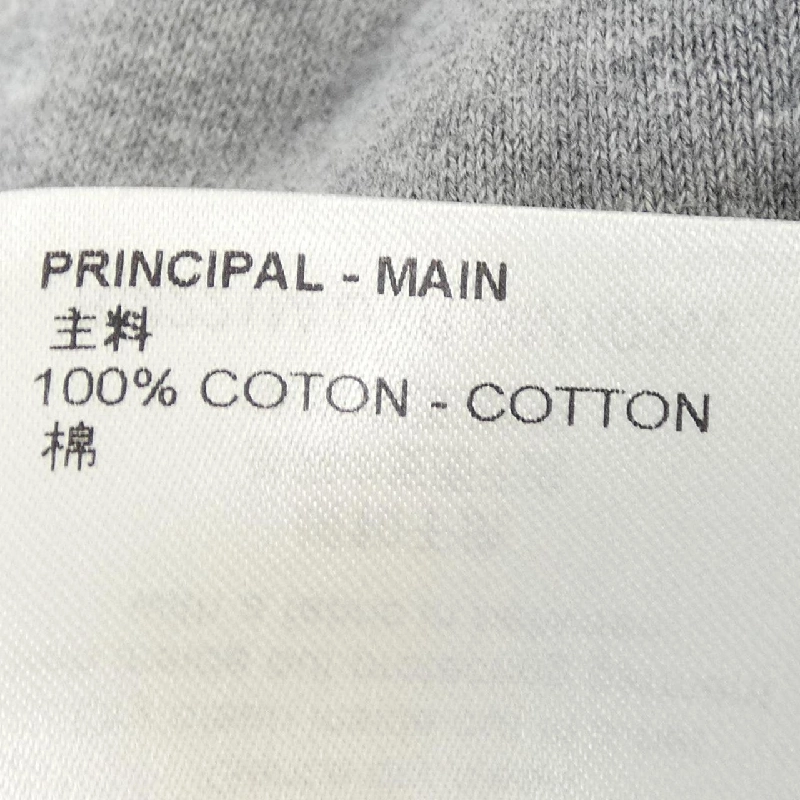 PRINCIPAL - MAIN
主料
100% COTON - COTTON
棉